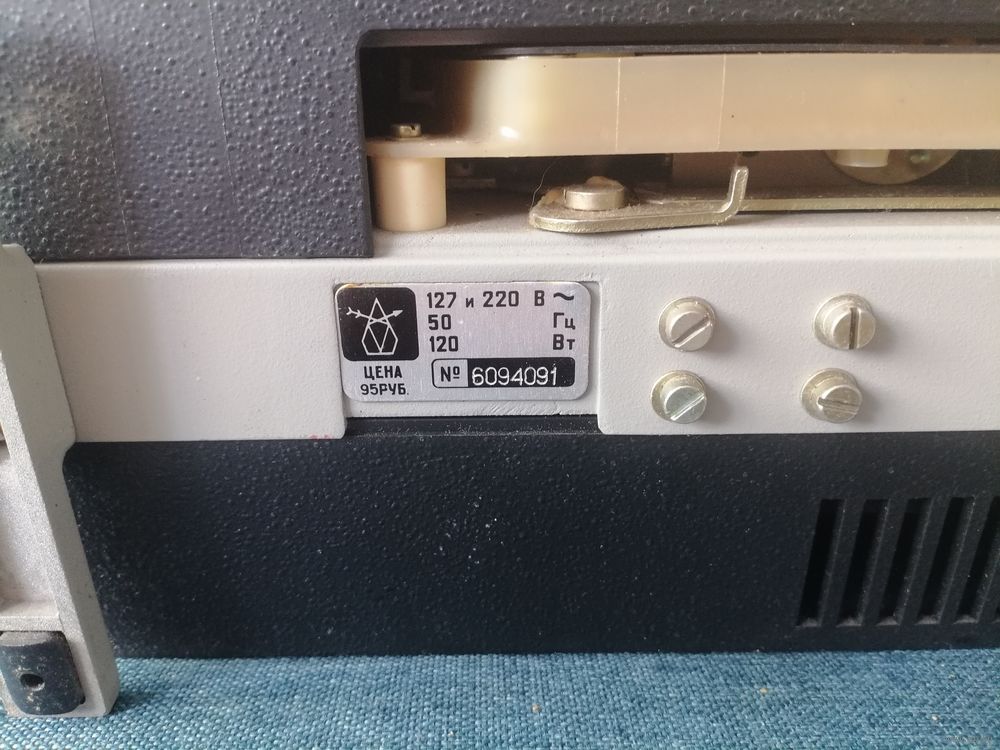 127 и 220 В ~
50 Гц
120 Вт
ЦЕНА
95РУБ.
№ 6094091